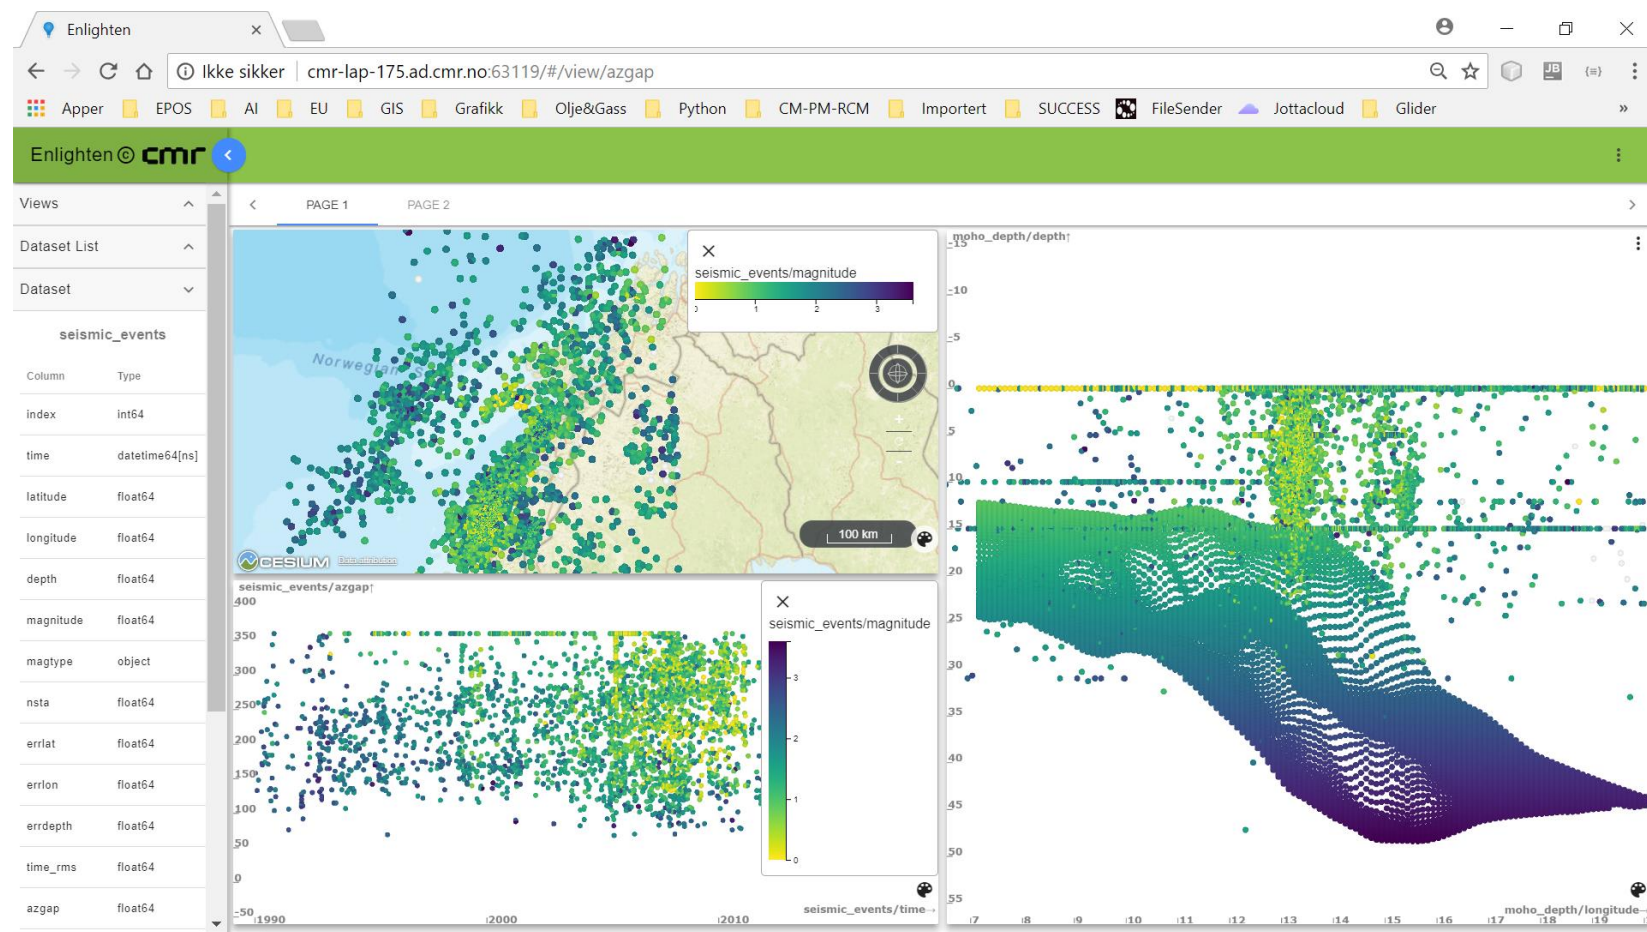 Enlighten
Ikke sikker cmr-lap-175.ad.cmr.no:63119/#/view/azgap
Apper EPOS AI EU GIS Grafikk Olje&Gass Python CM-PM-RCM Importert SUCCESS FileSender Jottacloud Glider »
Enlighten © cmr
Views
PAGE 1 PAGE 2
Dataset List
Dataset
seismic_events
Column Type
index int64
time datetime64[ns]
latitude float64
longitude float64
depth float64
magnitude float64
magtype object
nsta float64
errlat float64
errlon float64
errdepth float64
time_rms float64
azgap float64
Norwegian S
seismic_events/magnitude
1 2 3
100 km
CESIUM Data attribution
seismic_events/azgap↑
400
350
300
250
200
150
100
50
0
-50
1990 2000 2010
seismic_events/time→
seismic_events/magnitude
3
2
1
0
moho_depth/depth↑
-15
-10
-5
0
5
10
15
20
25
30
35
40
45
50
55
7 8 9 10 11 12 13 14 15 16 17 18 19
moho_depth/longitude→